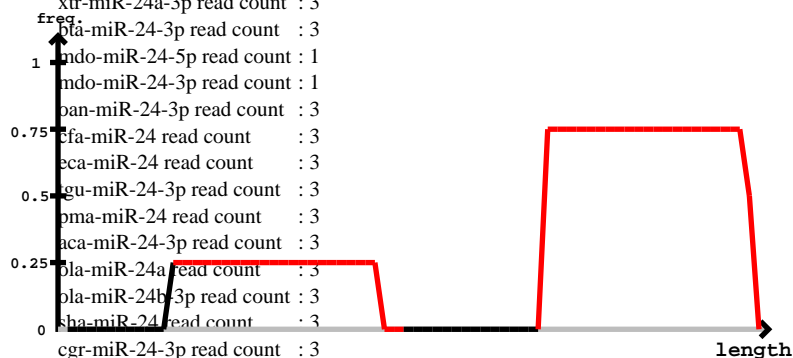 xtr-miR-24a-3p read count : 3
freq.
bta-miR-24-3p read count : 3
mdo-miR-24-5p read count : 1
1
mdo-miR-24-3p read count : 1
oan-miR-24-3p read count : 3
0.75
cfa-miR-24 read count : 3
eca-miR-24 read count : 3
0.5
tgu-miR-24-3p read count : 3
pma-miR-24 read count : 3
aca-miR-24-3p read count : 3
0.25
ola-miR-24a read count : 3
ola-miR-24b-3p read count : 3
0
sha-miR-24 read count : 3
length
cgr-miR-24-3p read count : 3